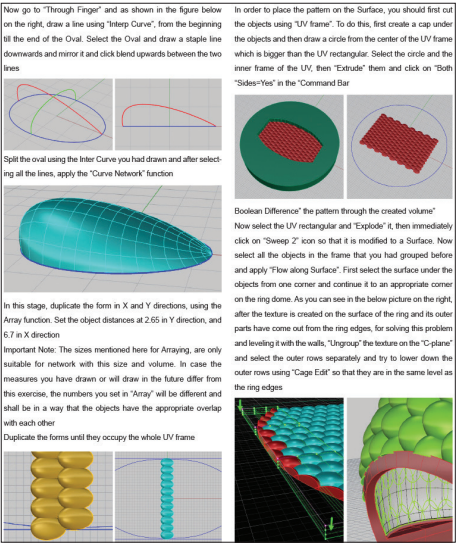 Now go to "Through Finger" and as shown in the figure below
on the right, draw a line using "Interp Curve", from the beginning
till the end of the Oval. Select the Oval and draw a staple line
downwards and mirror it and click blend upwards between the two
lines
Split the oval using the Inter Curve you had drawn and after select-
ing all the lines, apply the "Curve Network" function
In this stage, duplicate the form in X and Y directions, using the
Array function. Set the object distances at 2.65 in Y direction, and
6.7 in X direction
Important Note: The sizes mentioned here for Arraying, are only
suitable for network with this size and volume. In case the
measures you have drawn or will draw in the future differ from
this exercise, the numbers you set in "Array" will be different and
shall be in a way that the objects have the appropriate overlap
with each other
Duplicate the forms until they occupy the whole UV frame
In order to place the pattern on the Surface, you should first cut
the objects using "UV frame". To do this, first create a cap under
the objects and then draw a circle from the center of the UV frame
which is bigger than the UV rectangular. Select the circle and the
inner frame of the UV, then "Extrude" them and click on "Both
"Sides=Yes" in the "Command Bar
Boolean Difference" the pattern through the created volume"
Now select the UV rectangular and "Explode" it, then immediately
click on "Sweep 2" icon so that it is modified to a Surface. Now
select all the objects in the frame that you had grouped before
and apply "Flow along Surface". First select the surface under the
objects from one corner and continue it to an appropriate corner
on the ring dome. As you can see in the below picture on the right,
after the texture is created on the surface of the ring and its outer
parts have come out from the ring edges, for solving this problem
and leveling it with the walls, "Ungroup" the texture on the "C-plane"
and select the outer rows separately and try to lower down the
outer rows using "Cage Edit" so that they are in the same level as
the ring edges